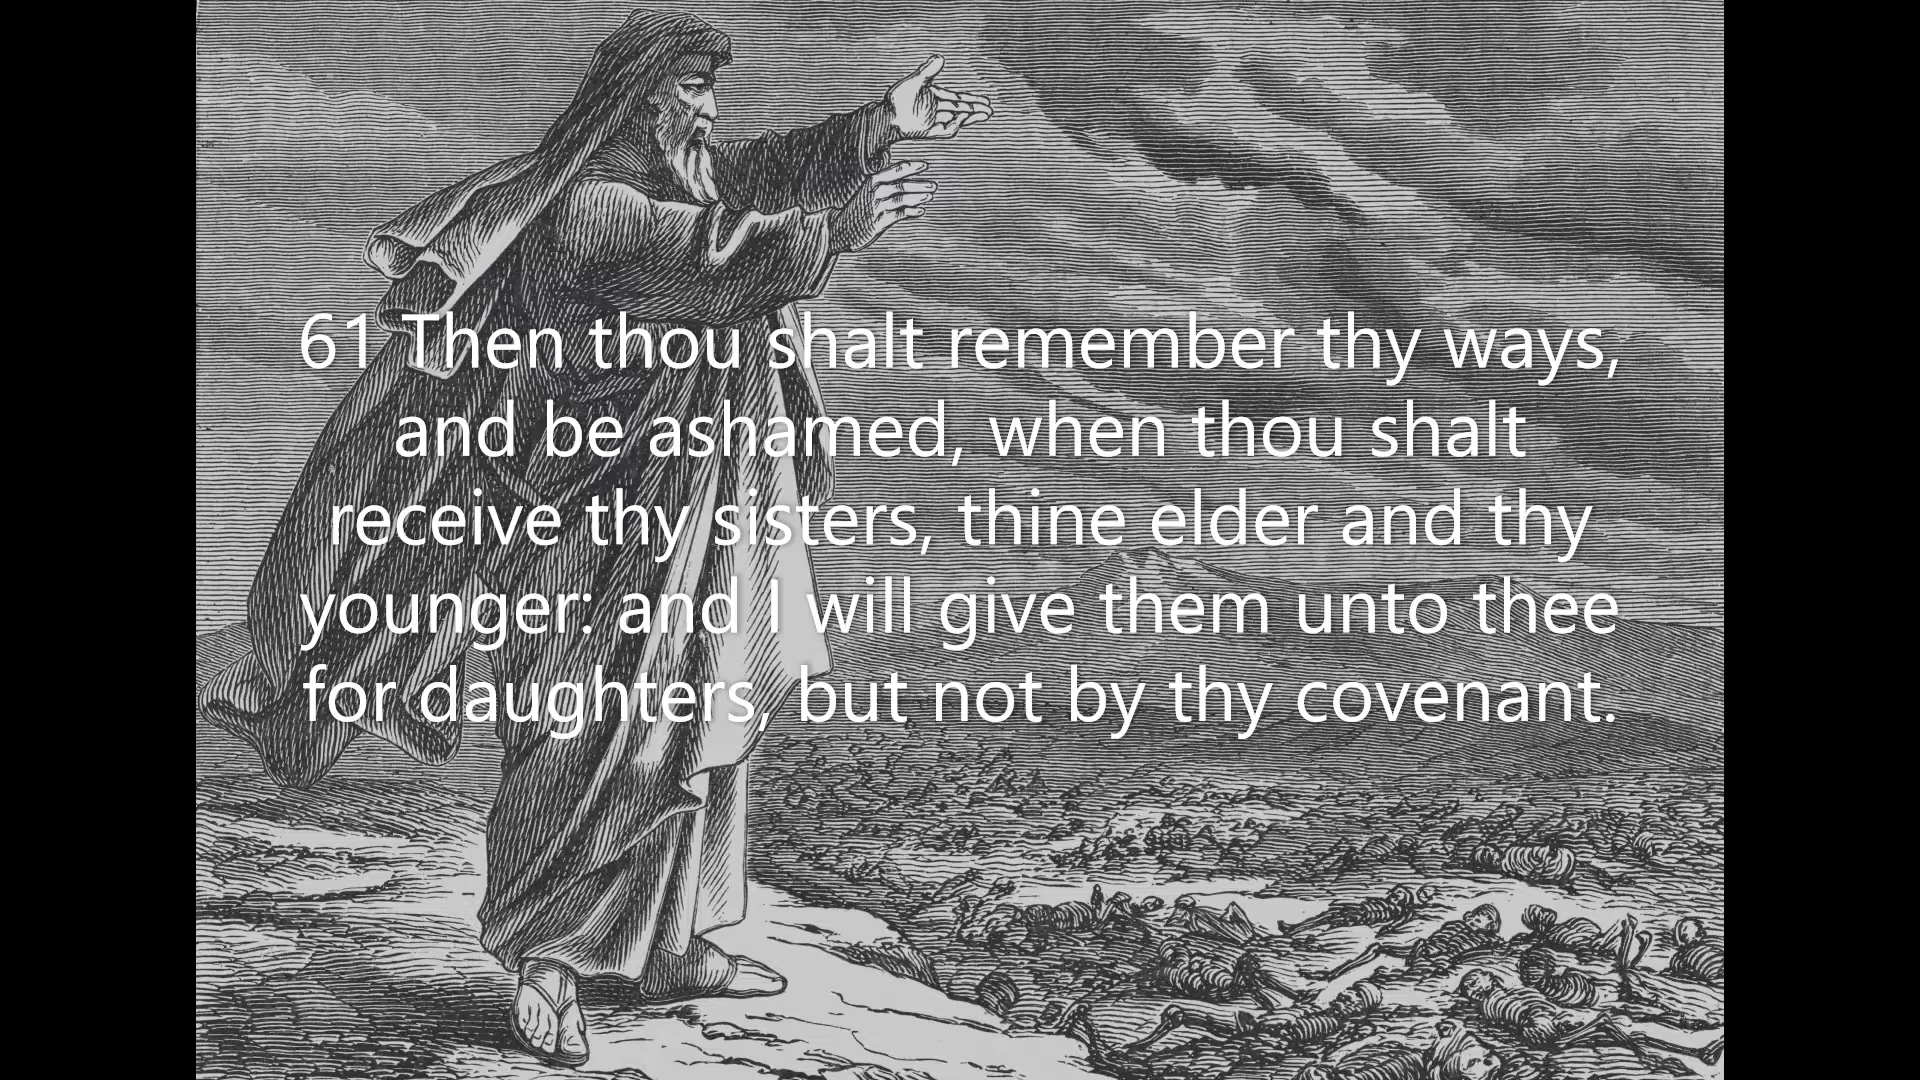 61 Then thou shalt remember thy ways,
and be ashamed, when thou shalt
receive thy sisters, thine elder and thy
younger: and I will give them unto thee
for daughters, but not by thy covenant.